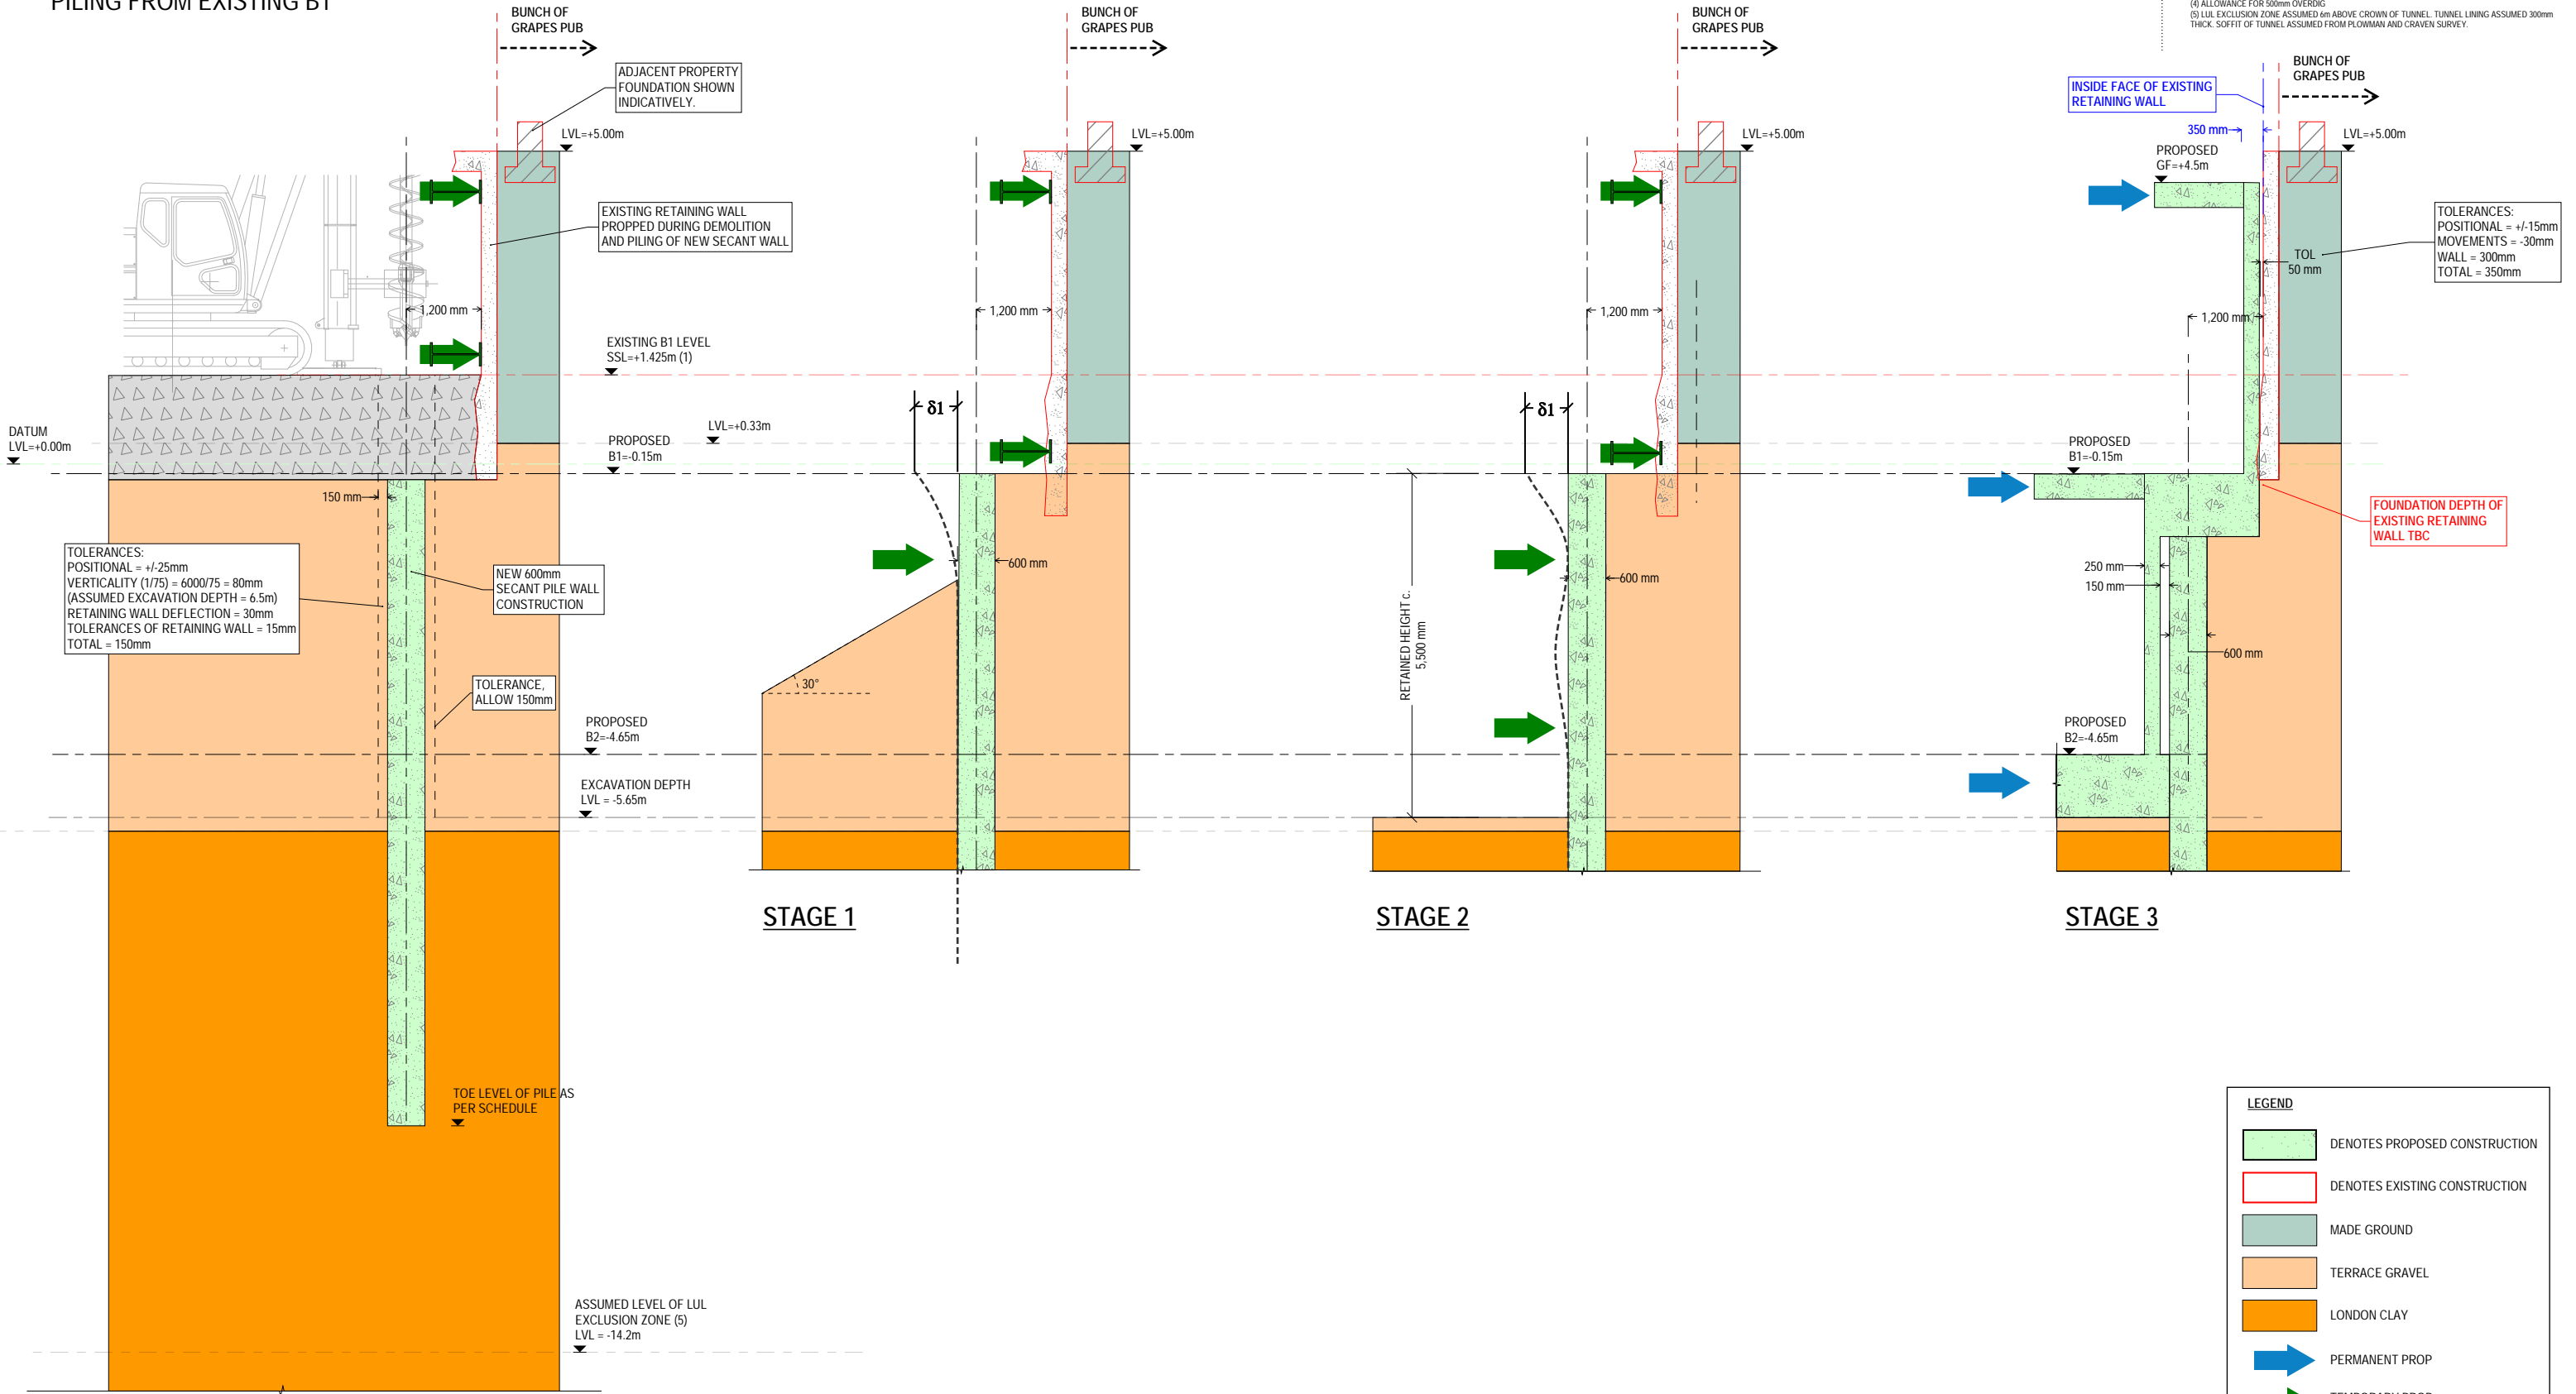 PILING FROM EXISTING B1
BUNCH OF
GRAPES PUB
ADJACENT PROPERTY
FOUNDATION SHOWN
INDICATIVELY.
LVL=+5.00m
EXISTING RETAINING WALL
PROPPED DURING DEMOLITION
AND PILING OF NEW SECANT WALL
1,200 mm
EXISTING B1 LEVEL
SSL=+1.425m (1)
DATUM
LVL=+0.00m
LVL=+0.33m
PROPOSED
B1=-0.15m
150 mm
TOLERANCES:
POSITIONAL = +/-25mm
VERTICALITY (1/75) = 6000/75 = 80mm
(ASSUMED EXCAVATION DEPTH = 6.5m)
RETAINING WALL DEFLECTION = 30mm
TOLERANCES OF RETAINING WALL = 15mm
TOTAL = 150mm
NEW 600mm
SECANT PILE WALL
CONSTRUCTION
TOLERANCE,
ALLOW 150mm
PROPOSED
B2=-4.65m
EXCAVATION DEPTH
LVL = -5.65m
TOE LEVEL OF PILE AS
PER SCHEDULE
ASSUMED LEVEL OF LUL
EXCLUSION ZONE (5)
LVL = -14.2m
BUNCH OF
GRAPES PUB
LVL=+5.00m
1,200 mm
δ1
600 mm
30°
STAGE 1
BUNCH OF
GRAPES PUB
LVL=+5.00m
1,200 mm
δ1
600 mm
RETAINED HEIGHT c.
5,500 mm
STAGE 2
(4) ALLOWANCE FOR 500mm OVERDIG
(5) LUL EXCLUSION ZONE ASSUMED 6m ABOVE CROWN OF TUNNEL. TUNNEL LINING ASSUMED 300mm
THICK. SOFFIT OF TUNNEL ASSUMED FROM PLOWMAN AND CRAVEN SURVEY.
BUNCH OF
GRAPES PUB
INSIDE FACE OF EXISTING
RETAINING WALL
350 mm
LVL=+5.00m
PROPOSED
GF=+4.5m
TOLERANCES:
POSITIONAL = +/-15mm
MOVEMENTS = -30mm
WALL = 300mm
TOTAL = 350mm
TOL
50 mm
1,200 mm
PROPOSED
B1=-0.15m
FOUNDATION DEPTH OF
EXISTING RETAINING
WALL TBC
250 mm
150 mm
600 mm
PROPOSED
B2=-4.65m
STAGE 3
LEGEND
DENOTES PROPOSED CONSTRUCTION
DENOTES EXISTING CONSTRUCTION
MADE GROUND
TERRACE GRAVEL
LONDON CLAY
PERMANENT PROP
TEMPORARY PROP